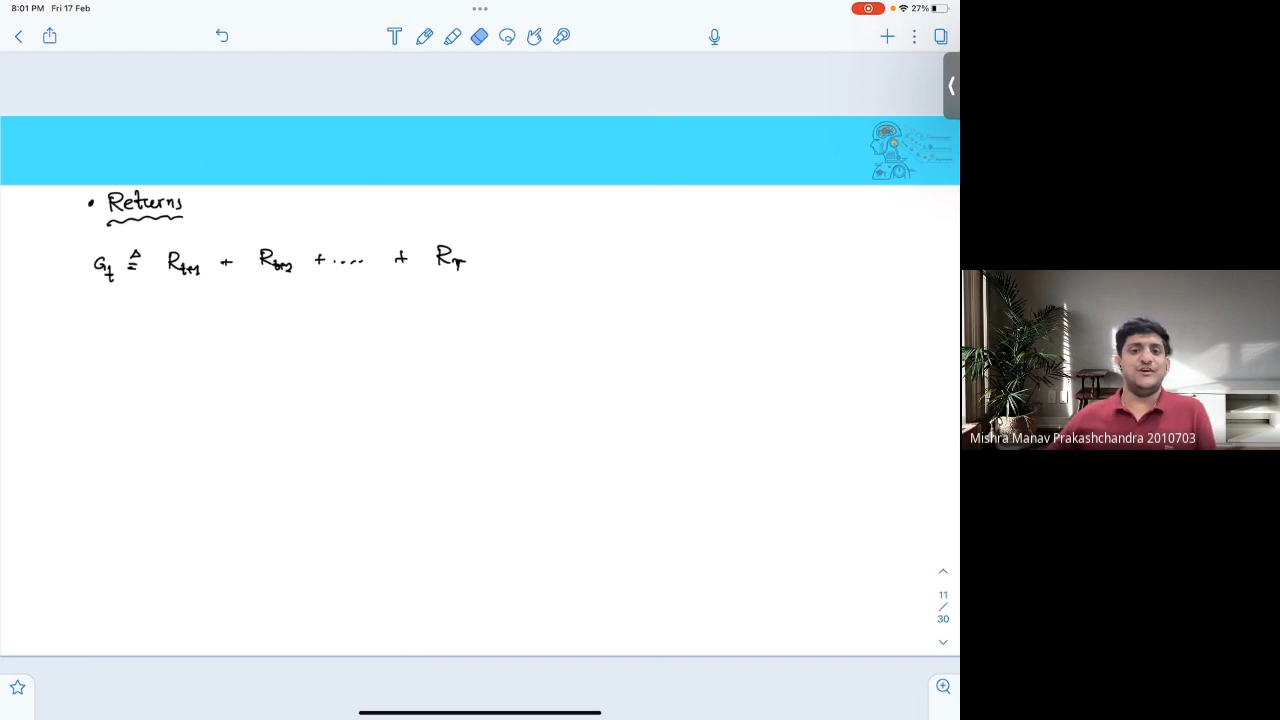 8:01 PM Fri 17 Feb
27%
• Returns
G_t ≜ R_{t+1} + R_{t+2} + .... + R_T
Mishra Manav Prakashchandra 2010703
11
/
30